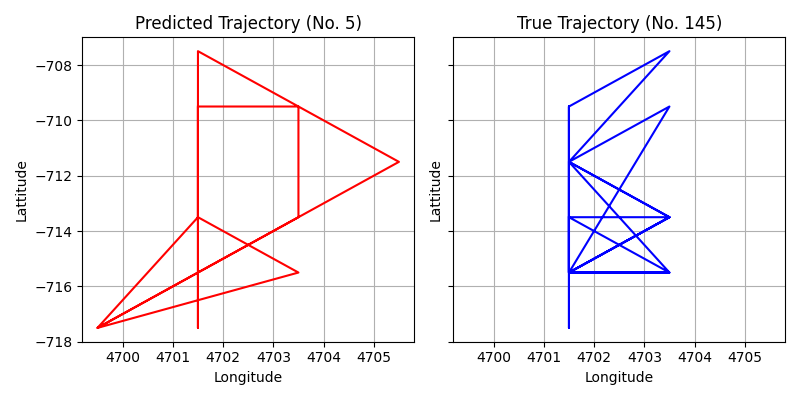 Predicted Trajectory (No. 5)
True Trajectory (No. 145)
−708
−710
−712
−714
−716
−718
Lattitude
Lattitude
4700 4701 4702 4703 4704 4705
4700 4701 4702 4703 4704 4705
Longitude
Longitude